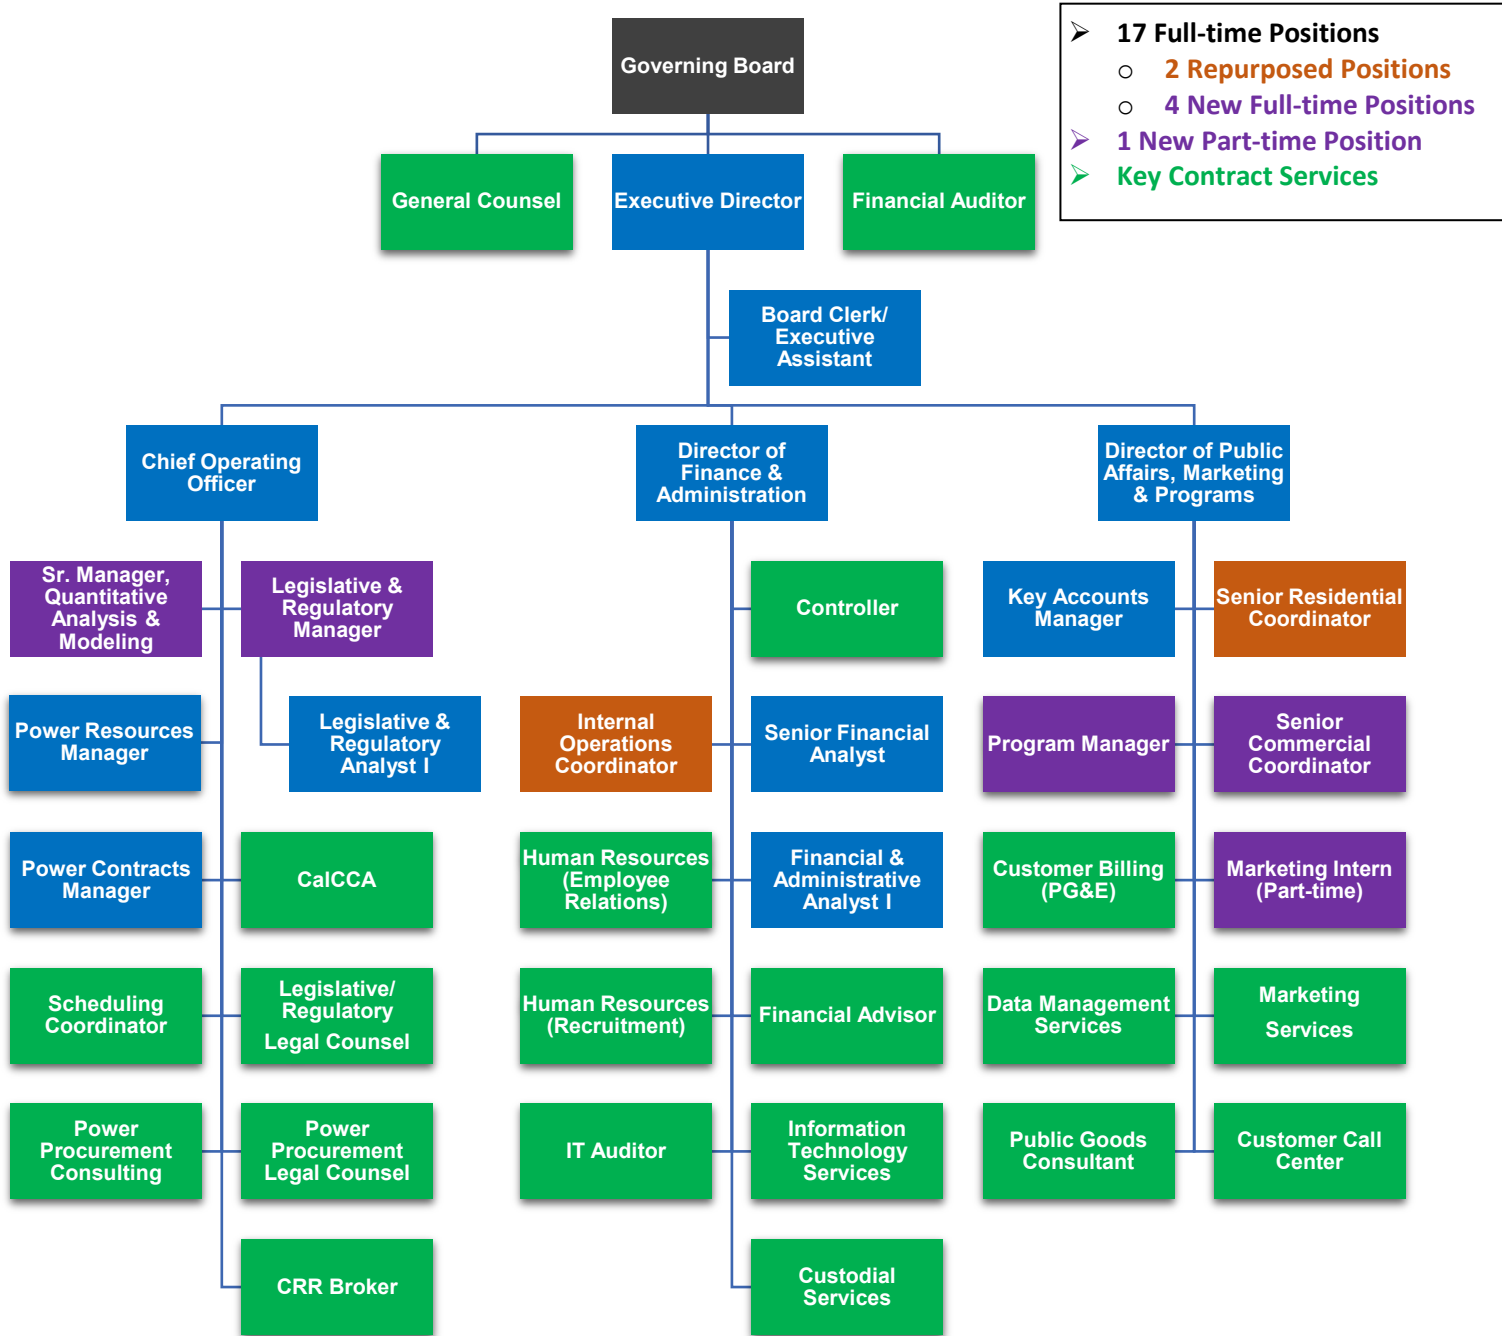 Governing Board
➢ 17 Full-time Positions
o 2 Repurposed Positions
o 4 New Full-time Positions
➢ 1 New Part-time Position
➢ Key Contract Services
General Counsel
Executive Director
Financial Auditor
Board Clerk/
Executive
Assistant
Chief Operating
Officer
Director of
Finance &
Administration
Director of Public
Affairs, Marketing
& Programs
Sr. Manager,
Quantitative
Analysis &
Modeling
Legislative &
Regulatory
Manager
Controller
Key Accounts
Manager
Senior Residential
Coordinator
Power Resources
Manager
Legislative &
Regulatory
Analyst I
Internal
Operations
Coordinator
Senior Financial
Analyst
Program Manager
Senior
Commercial
Coordinator
Power Contracts
Manager
CalCCA
Human Resources
(Employee
Relations)
Financial &
Administrative
Analyst I
Customer Billing
(PG&E)
Marketing Intern
(Part-time)
Scheduling
Coordinator
Legislative/
Regulatory
Legal Counsel
Human Resources
(Recruitment)
Financial Advisor
Data Management
Services
Marketing
Services
Power
Procurement
Consulting
Power
Procurement
Legal Counsel
IT Auditor
Information
Technology
Services
Public Goods
Consultant
Customer Call
Center
CRR Broker
Custodial
Services